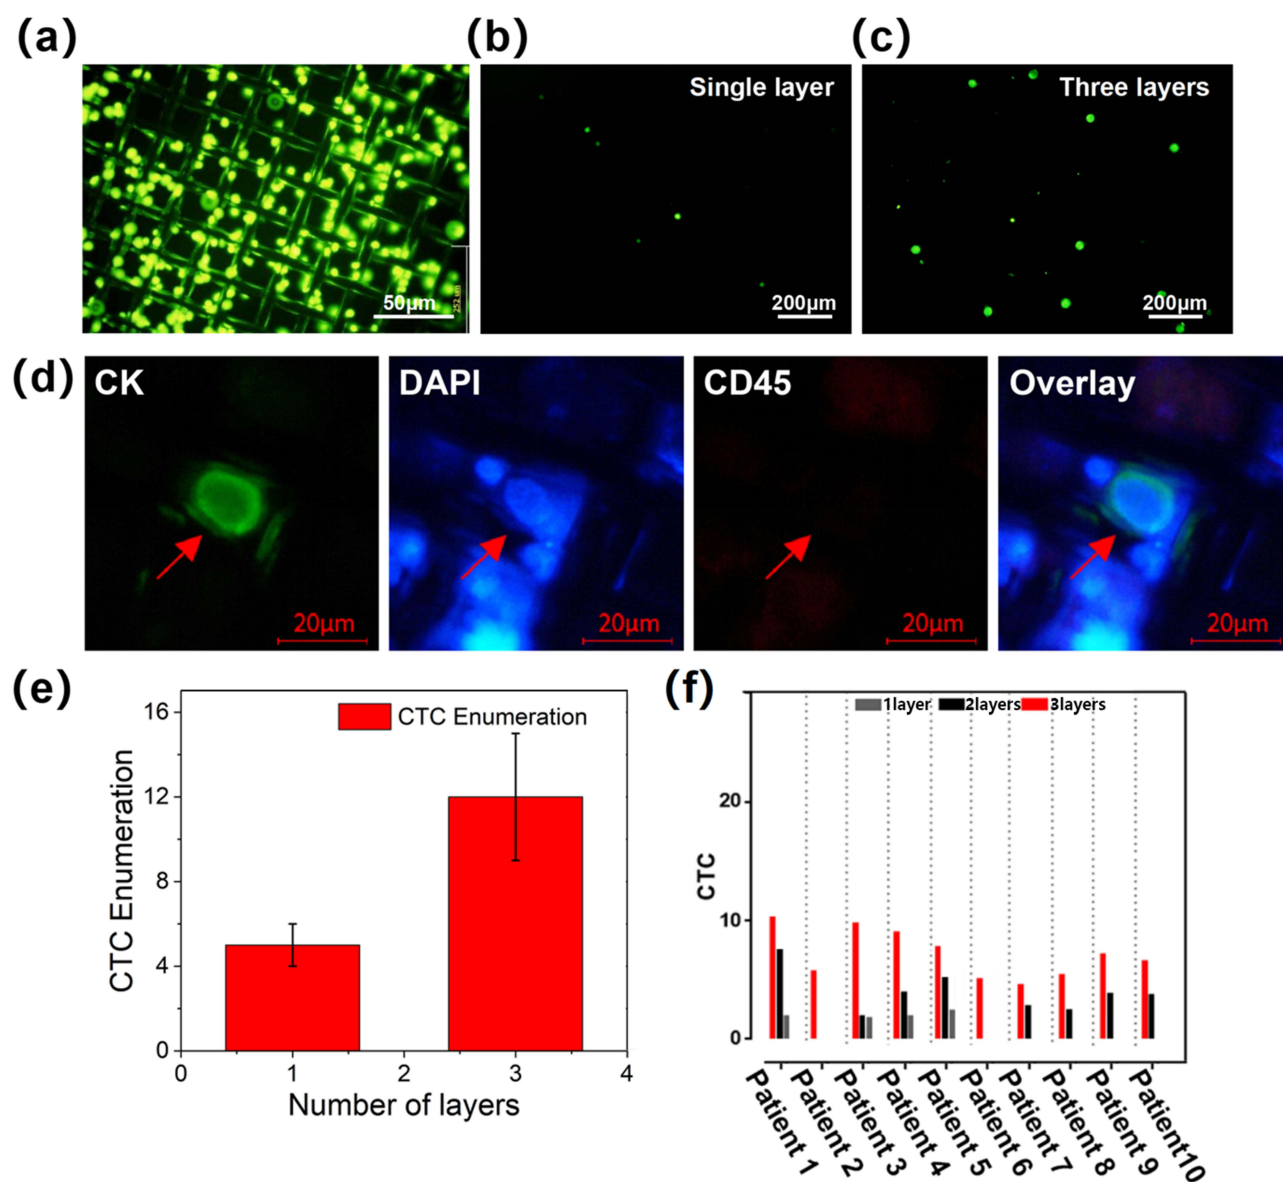 (a)
(b)
(c)
Single layer
Three layers
50μm
252 um
200μm
200μm
(d)
CK
DAPI
CD45
Overlay
20μm
20μm
20μm
20μm
(e)
(f)
16
12
8
4
0
CTC Enumeration
CTC Enumeration
0
1
2
3
4
Number of layers
1layer
2layers
3layers
20
10
0
CTC
Patient 1
Patient 2
Patient 3
Patient 4
Patient 5
Patient 6
Patient 7
Patient 8
Patient 9
Patient10